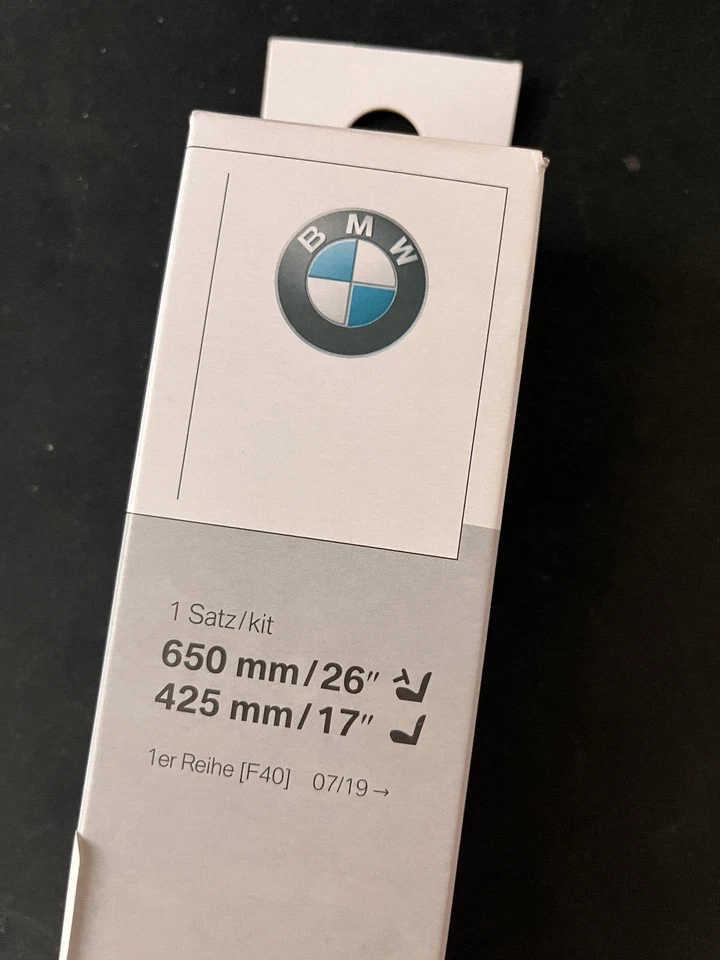 BMW
1 Satz/kit
650 mm/26″
425 mm/17″
1er Reihe [F40] 07/19→